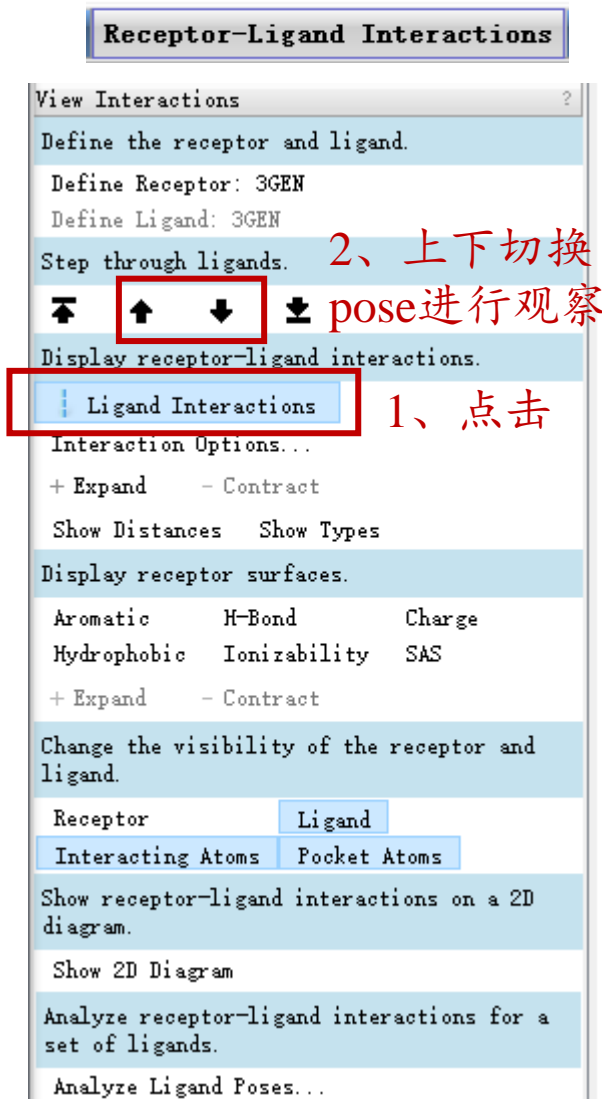 Receptor-Ligand Interactions
View Interactions ?
Define the receptor and ligand.
Define Receptor: 3GEN
Define Ligand: 3GEN
Step through ligands.
2、上下切换
pose进行观察
Display receptor-ligand interactions.
Ligand Interactions
1、点击
Interaction Options...
+ Expand - Contract
Show Distances Show Types
Display receptor surfaces.
Aromatic H-Bond Charge
Hydrophobic Ionizability SAS
+ Expand - Contract
Change the visibility of the receptor and
ligand.
Receptor Ligand
Interacting Atoms Pocket Atoms
Show receptor-ligand interactions on a 2D
diagram.
Show 2D Diagram
Analyze receptor-ligand interactions for a
set of ligands.
Analyze Ligand Poses...